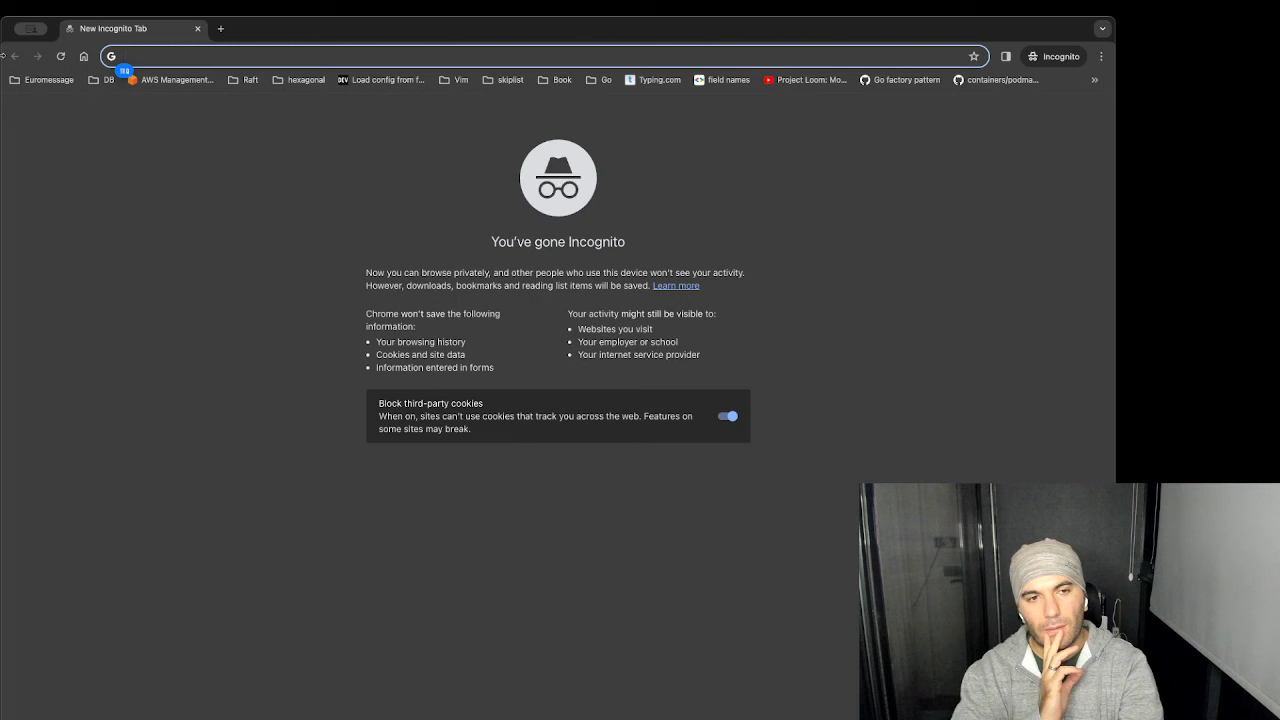 New Incognito Tab
Incognito
Euromessage
DB
AWS Management...
Raft
hexagonal
DEV Load config from f...
Vim
skiplist
Book
Go
t Typing.com
field names
Project Loom: Mo...
Go factory pattern
containers/podma...
You've gone Incognito
Now you can browse privately, and other people who use this device won't see your activity.
However, downloads, bookmarks and reading list items will be saved. Learn more
Chrome won't save the following
information:
Your browsing history
Cookies and site data
Information entered in forms
Your activity might still be visible to:
Websites you visit
Your employer or school
Your internet service provider
Block third-party cookies
When on, sites can't use cookies that track you across the web. Features on
some sites may break.